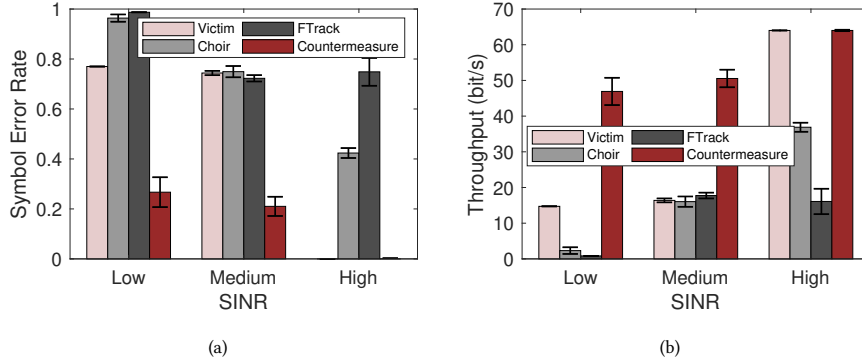 1
0.8
0.6
0.4
0.2
0
Symbol Error Rate
Victim
Choir
FTrack
Countermeasure
Low
Medium
High
SINR
(a)
70
60
50
40
30
20
10
0
Throughput (bit/s)
Victim
Choir
FTrack
Countermeasure
Low
Medium
High
SINR
(b)